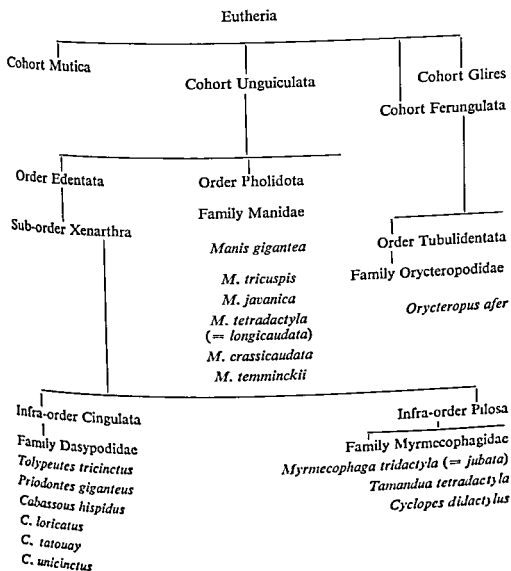 Eutheria
Cohort Mutica
Cohort Unguiculata
Cohort Glires
Cohort Ferungulata
Order Edentata
Sub-order Xenarthra
Order Pholidota
Family Manidae
Manis gigantea
M. tricuspis
M. javanica
M. tetradactyla
(= longicaudata)
M. crassicaudata
M. temminckii
Order Tubulidentata
Family Orycteropodidae
Orycteropus afer
Infra-order Cingulata
Family Dasypodidae
Tolypeutes tricinctus
Priodontes giganteus
Cabassous hispidus
C. loricatus
C. tatouay
C. unicinctus
Infra-order Pilosa
Family Myrmecophagidae
Myrmecophaga tridactyla (= jubata)
Tamandua tetradactyla
Cyclopes didactylus